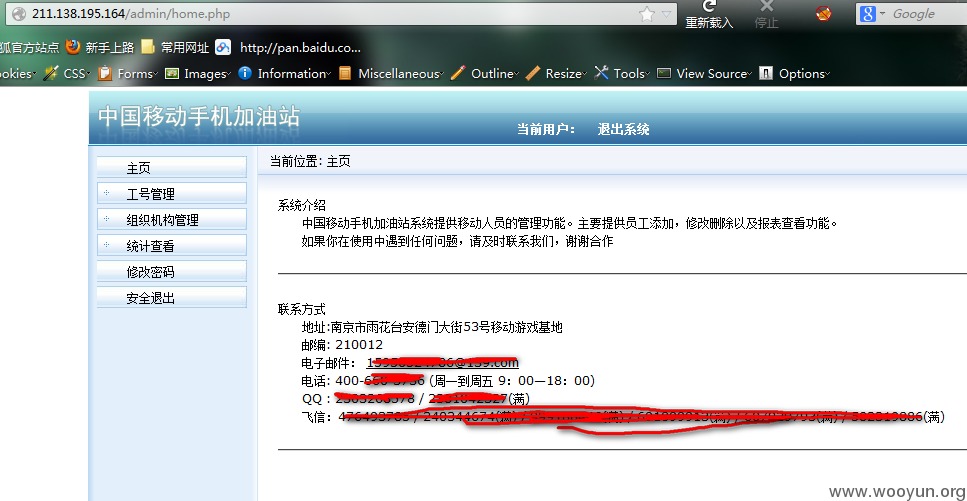 211.138.195.164/admin/home.php
重新载入 停止 Google
狐官方站点 新手上路 常用网址 http://pan.baidu.co...
ookies CSS Forms Images Information Miscellaneous Outline Resize Tools View Source Options
中国移动手机加油站
当前用户： 退出系统
主页
工号管理
组织机构管理
统计查看
修改密码
安全退出
当前位置: 主页
系统介绍
中国移动手机加油站系统提供移动人员的管理功能。主要提供员工添加，修改删除以及报表查看功能。
如果你在使用中遇到任何问题，请及时联系我们，谢谢合作
联系方式
地址:南京市雨花台安德门大街53号移动游戏基地
邮编: 210012
电子邮件：
电话: 400- (周一到周五 9：00—18：00)
QQ： / (满)
飞信： (满)
www.wooyun.org